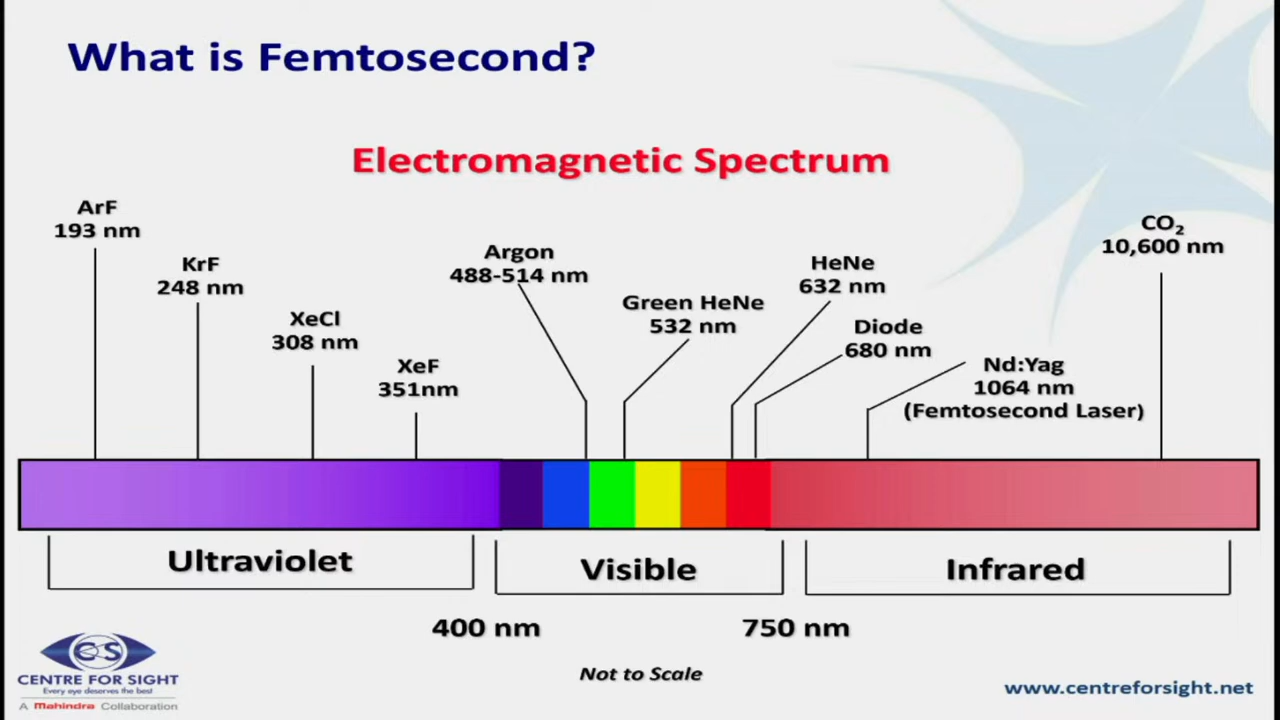 What is Femtosecond?
Electromagnetic Spectrum
ArF
193 nm
KrF
248 nm
XeCl
308 nm
XeF
351nm
Argon
488-514 nm
Green HeNe
532 nm
HeNe
632 nm
Diode
680 nm
Nd:Yag
1064 nm
(Femtosecond Laser)
CO₂
10,600 nm
Ultraviolet
Visible
Infrared
400 nm
750 nm
Not to Scale
CFS
CENTRE FOR SIGHT
Every eye deserves the best
A Mahindra Collaboration
www.centreforsight.net